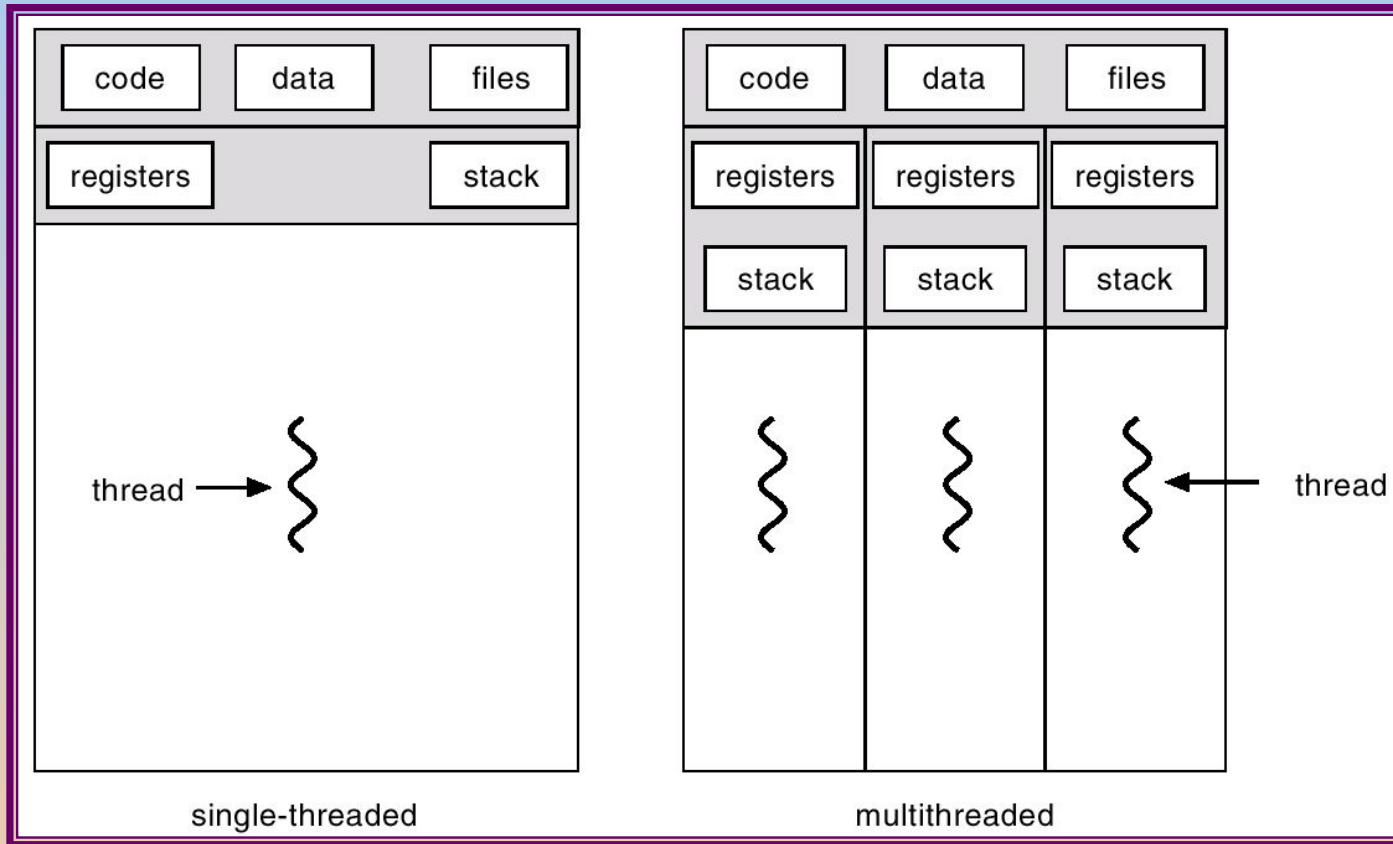 code data files
registers stack
thread
single-threaded
code data files
registers registers registers
stack stack stack
thread
multithreaded